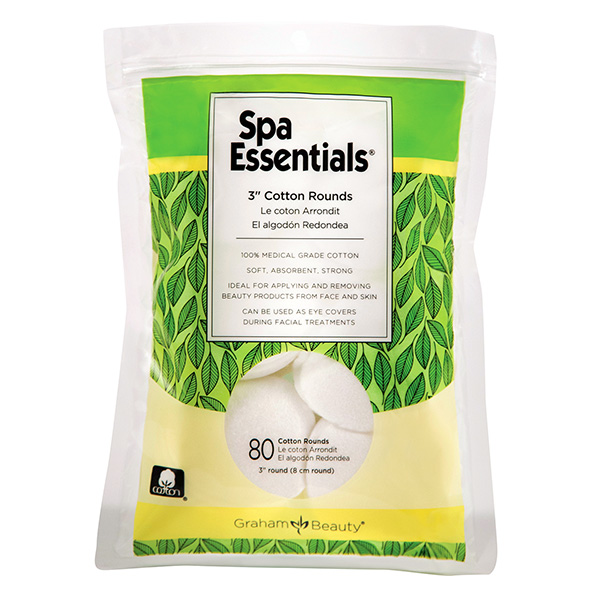 Spa
Essentials®
3" Cotton Rounds
Le coton Arrondit
El algodón Redondea
100% MEDICAL GRADE COTTON
SOFT, ABSORBENT, STRONG
IDEAL FOR APPLYING AND REMOVING
BEAUTY PRODUCTS FROM FACE AND SKIN
CAN BE USED AS EYE COVERS
DURING FACIAL TREATMENTS
80 Cotton Rounds
Le coton Arrondit
El algodón Redondea
3" round (8 cm round)
cotton®
Graham Beauty®